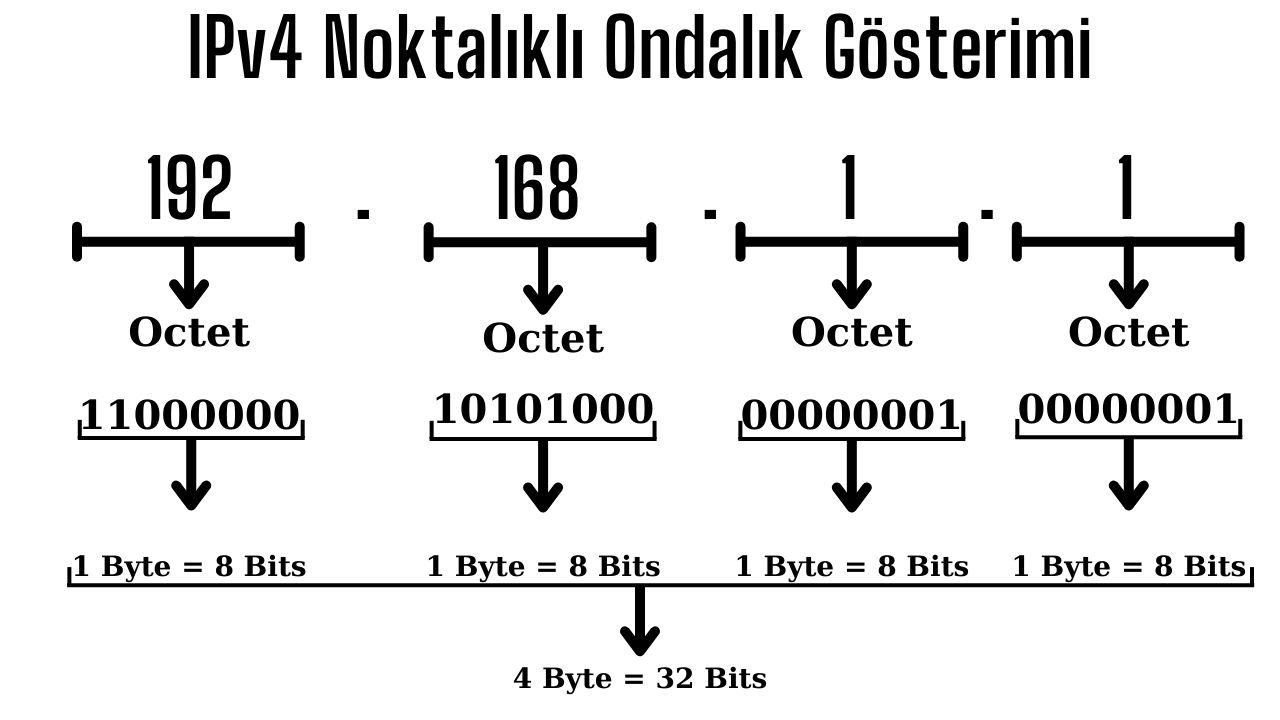 IPv4 Noktalıklı Ondalık Gösterimi
192 . 168 . 1 . 1
Octet Octet Octet Octet
11000000 10101000 00000001 00000001
1 Byte = 8 Bits 1 Byte = 8 Bits 1 Byte = 8 Bits 1 Byte = 8 Bits
4 Byte = 32 Bits